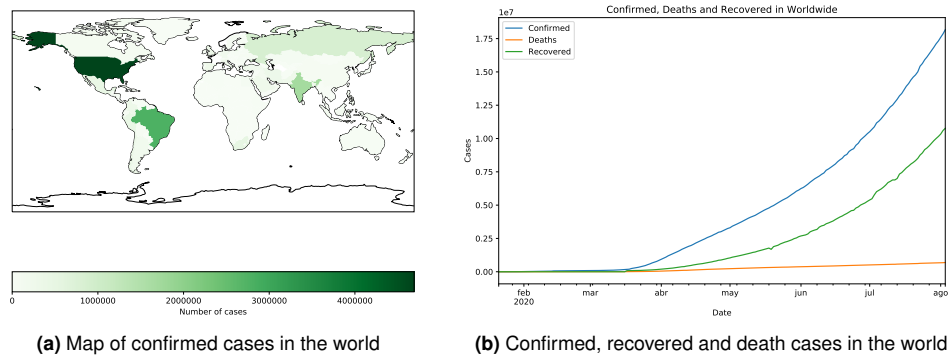 0
1000000
2000000
3000000
4000000
Number of cases
(a) Map of confirmed cases in the world
Confirmed, Deaths and Recovered in Worldwide
1e7
Confirmed
Deaths
Recovered
1.75
1.50
1.25
1.00
0.75
0.50
0.25
0.00
Cases
feb
2020
mar
abr
may
jun
jul
ago
Date
(b) Confirmed, recovered and death cases in the world